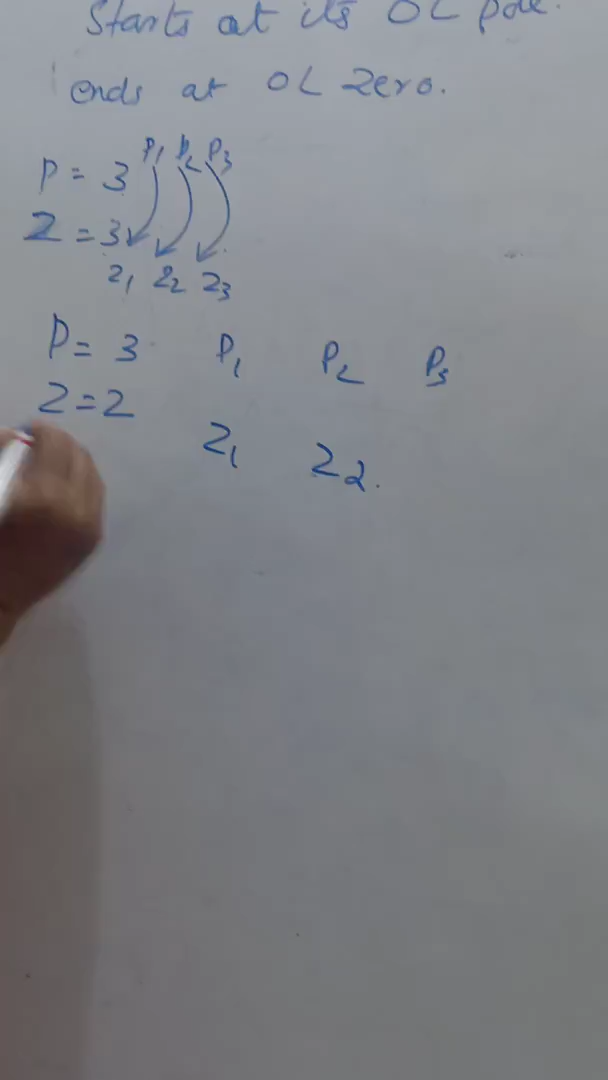 Starts at its OL pole.
ends at OL Zero.
P₁ P₂ P₃
P = 3
Z = 3
Z₁ Z₂ Z₃
P = 3 P₁ P₂ P₃
Z = 2
Z₁ Z₂.